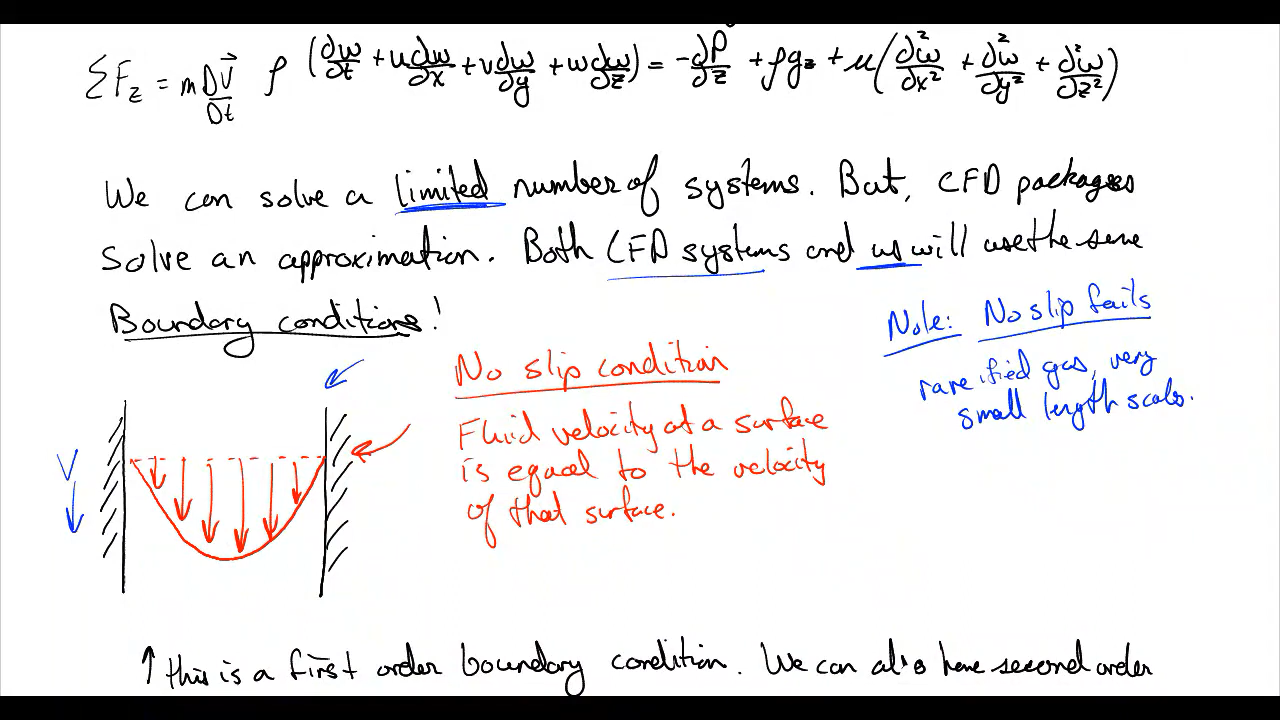 ΣF_z = m DV⃗/Dt   ρ (∂w/∂t + u ∂w/∂x + v ∂w/∂y + w ∂w/∂z) = -∂P/∂z + ρg_z + μ(∂²w/∂x² + ∂²w/∂y² + ∂²w/∂z²)
We can solve a limited number of systems. But, CFD packages
solve an approximation. Both CFD systems and us will use the same
Boundary conditions!
Note: No slip fails
rarefied gas, very
small length scales.
No slip condition
Fluid velocity at a surface
is equal to the velocity
of that surface.
V
↑ this is a first order boundary condition. We can also have second order